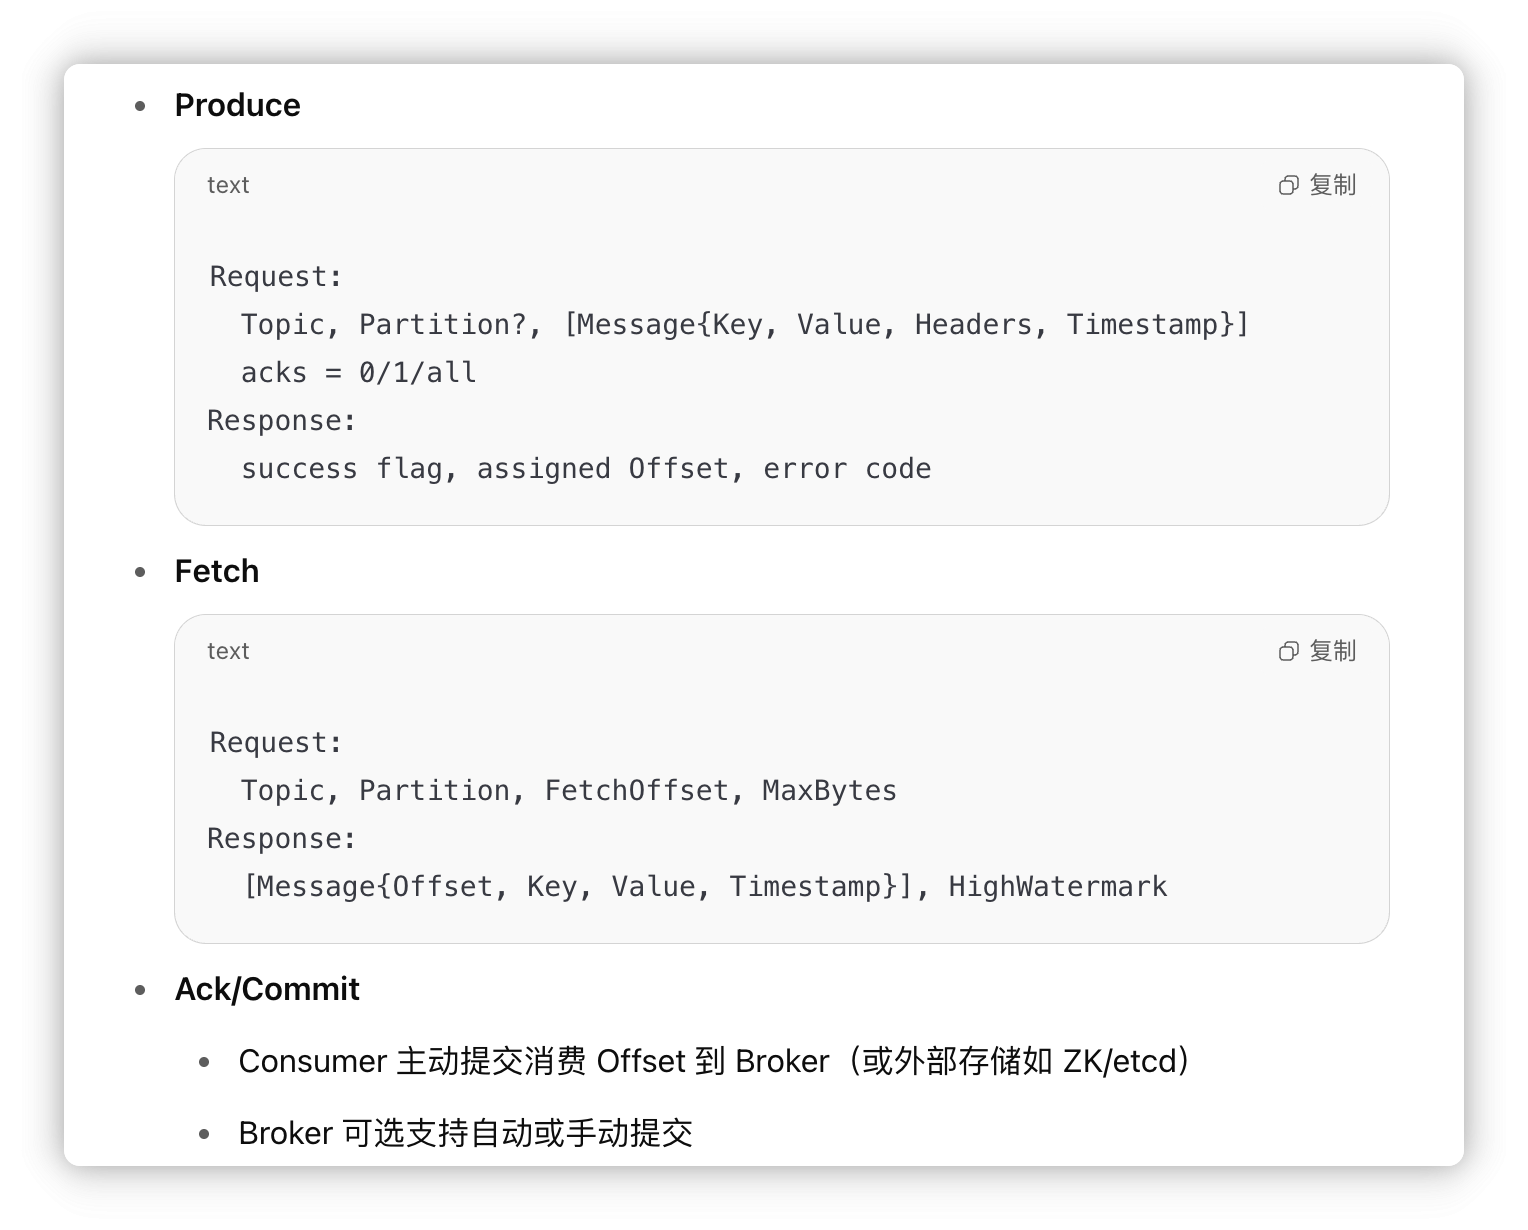 Produce
text
复制
Request:
Topic, Partition?, [Message{Key, Value, Headers, Timestamp}]
acks = 0/1/all
Response:
success flag, assigned Offset, error code
Fetch
text
复制
Request:
Topic, Partition, FetchOffset, MaxBytes
Response:
[Message{Offset, Key, Value, Timestamp}], HighWatermark
Ack/Commit
Consumer 主动提交消费 Offset 到 Broker（或外部存储如 ZK/etcd）
Broker 可选支持自动或手动提交